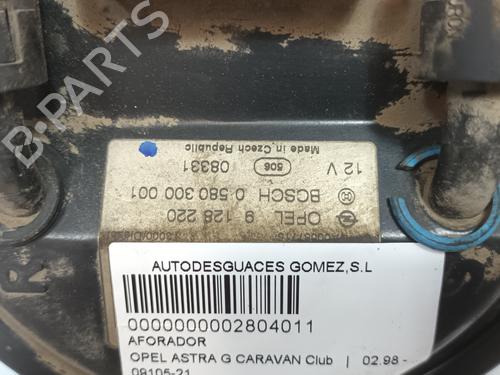 Made in Czech Republic
12 V 506 08331
BOSCH 0 580 300 001
OPEL 9 128 220
R
AUTODESGUACES GOMEZ,S.L
0000000002804011
AFORADOR
OPEL ASTRA G CARAVAN Club | 02.98 -
09105-21
B-PARTS